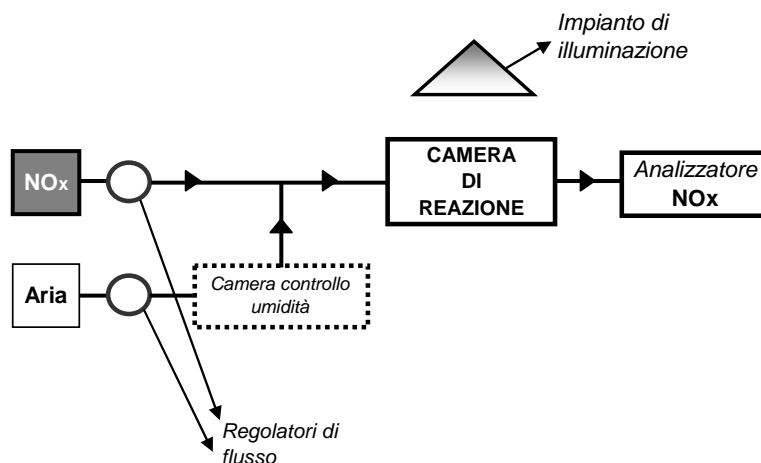 Impianto di
illuminazione
NOx
CAMERA
DI
REAZIONE
Analizzatore
NOx
Aria
Camera controllo
umidità
Regolatori di
flusso